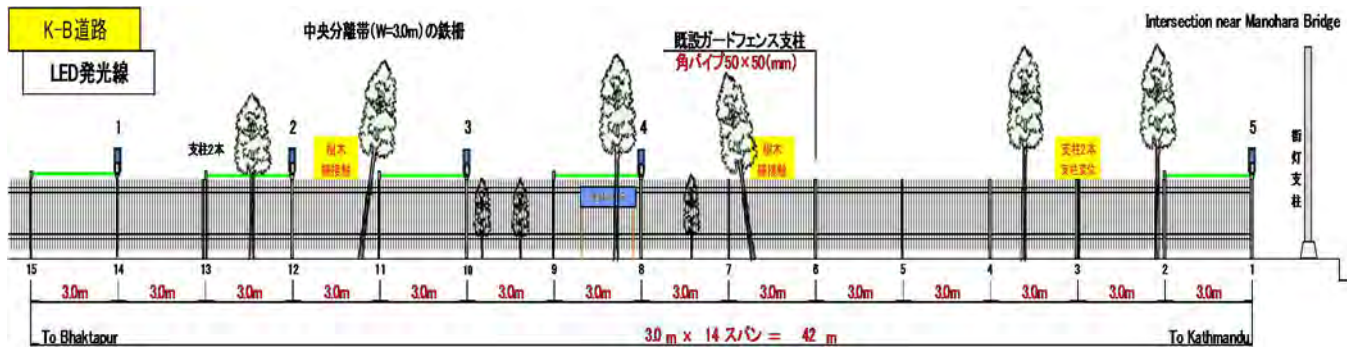 K-B道路
LED発光線
中央分離帯(W=3.0m)の鉄柵
既設ガードフェンス支柱
角パイプ50×50(mm)
Intersection near Manohara Bridge
1
支柱2本
2
樹木
接触
3
4
樹木
接触
支柱2本
支柱変位
5
街灯支柱
15 14 13 12 11 10 9 8 7 6 5 4 3 2 1
3.0m 3.0m 3.0m 3.0m 3.0m 3.0m 3.0m 3.0m 3.0m 3.0m 3.0m 3.0m 3.0m 3.0m
To Bhaktapur
3.0 m x 14 スパン = 42 m
To Kathmandu